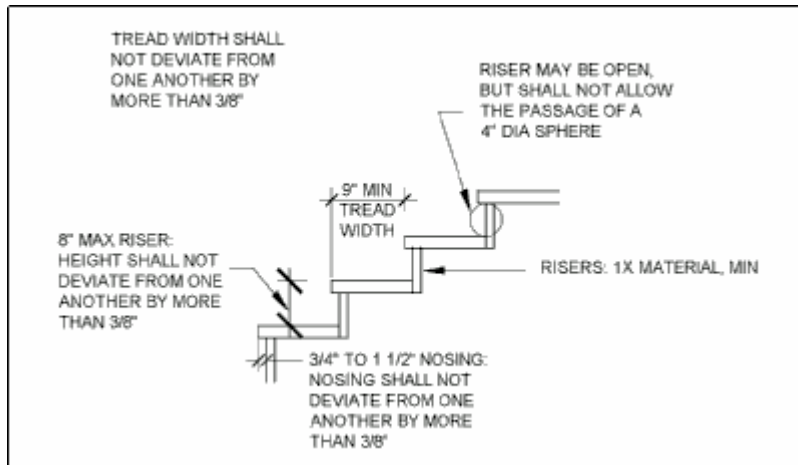 TREAD WIDTH SHALL
NOT DEVIATE FROM
ONE ANOTHER BY
MORE THAN 3/8"
RISER MAY BE OPEN,
BUT SHALL NOT ALLOW
THE PASSAGE OF A
4" DIA SPHERE
9" MIN
TREAD
WIDTH
8" MAX RISER:
HEIGHT SHALL NOT
DEVIATE FROM ONE
ANOTHER BY MORE
THAN 3/8"
RISERS: 1X MATERIAL, MIN
3/4" TO 1 1/2" NOSING:
NOSING SHALL NOT
DEVIATE FROM ONE
ANOTHER BY MORE
THAN 3/8"